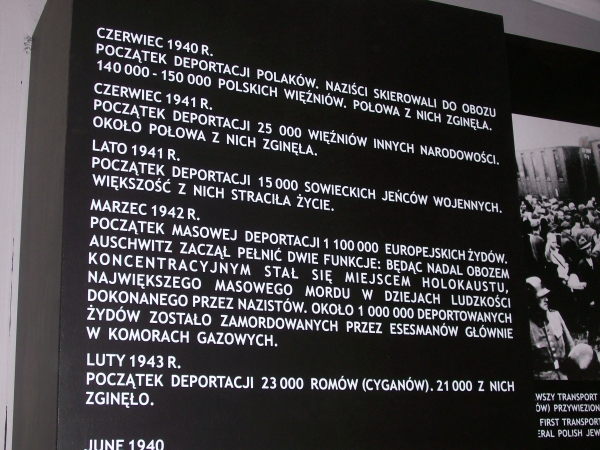 CZERWIEC 1940 R.
POCZĄTEK DEPORTACJI POLAKÓW. NAZIŚCI SKIEROWALI DO OBOZU
140 000 - 150 000 POLSKICH WIĘŹNIÓW. POŁOWA Z NICH ZGINĘŁA.
CZERWIEC 1941 R.
POCZĄTEK DEPORTACJI 25 000 WIĘŹNIÓW INNYCH NARODOWOŚCI.
OKOŁO POŁOWA Z NICH ZGINĘŁA.
LATO 1941 R.
POCZĄTEK DEPORTACJI 15 000 SOWIECKICH JEŃCÓW WOJENNYCH.
WIĘKSZOŚĆ Z NICH STRACIŁA ŻYCIE.
MARZEC 1942 R.
POCZĄTEK MASOWEJ DEPORTACJI 1 100 000 EUROPEJSKICH ŻYDÓW.
AUSCHWITZ ZACZĄŁ PEŁNIĆ DWIE FUNKCJE: BĘDĄC NADAL OBOZEM
KONCENTRACYJNYM STAŁ SIĘ MIEJSCEM HOLOKAUSTU,
NAJWIĘKSZEGO MASOWEGO MORDU W DZIEJACH LUDZKOŚCI
DOKONANEGO PRZEZ NAZISTÓW. OKOŁO 1 000 000 DEPORTOWANYCH
ŻYDÓW ZOSTAŁO ZAMORDOWANYCH PRZEZ ESESMANÓW GŁÓWNIE
W KOMORACH GAZOWYCH.
LUTY 1943 R.
POCZĄTEK DEPORTACJI 23 000 ROMÓW (CYGANÓW). 21 000 Z NICH
ZGINĘŁO.
JUNE 1940
WSZY TRANSPORT
ÓW) PRZYWIEZION
FIRST TRANSPORT
ERAL POLISH JEW